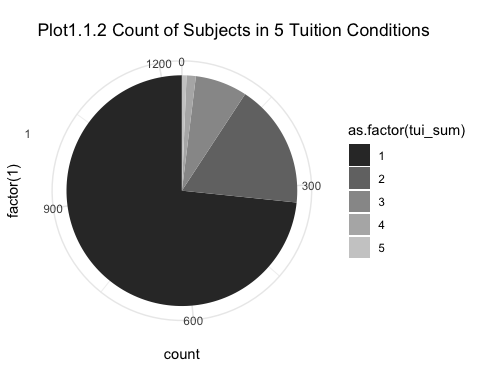 Plot1.1.2 Count of Subjects in 5 Tuition Conditions
1200
0
1
300
900
600
factor(1)
count
as.factor(tui_sum)
1
2
3
4
5